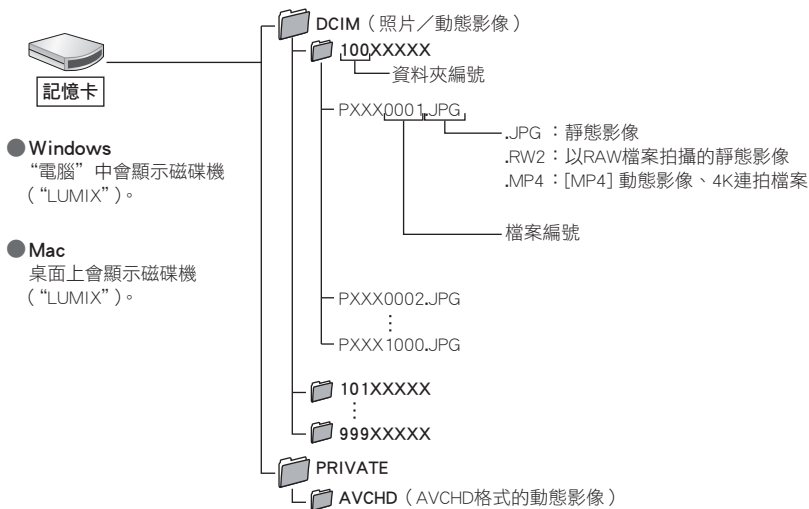 DCIM（照片／動態影像）
100XXXXX
資料夾編號
記憶卡
PXXX0001.JPG
.JPG：靜態影像
.RW2：以RAW檔案拍攝的靜態影像
.MP4：[MP4] 動態影像、4K連拍檔案
檔案編號
●Windows
“電腦”中會顯示磁碟機
（“LUMIX”）。
●Mac
桌面上會顯示磁碟機
（“LUMIX”）。
PXXX0002.JPG
⋮
PXXX1000.JPG
101XXXXX
⋮
999XXXXX
PRIVATE
AVCHD（AVCHD格式的動態影像）